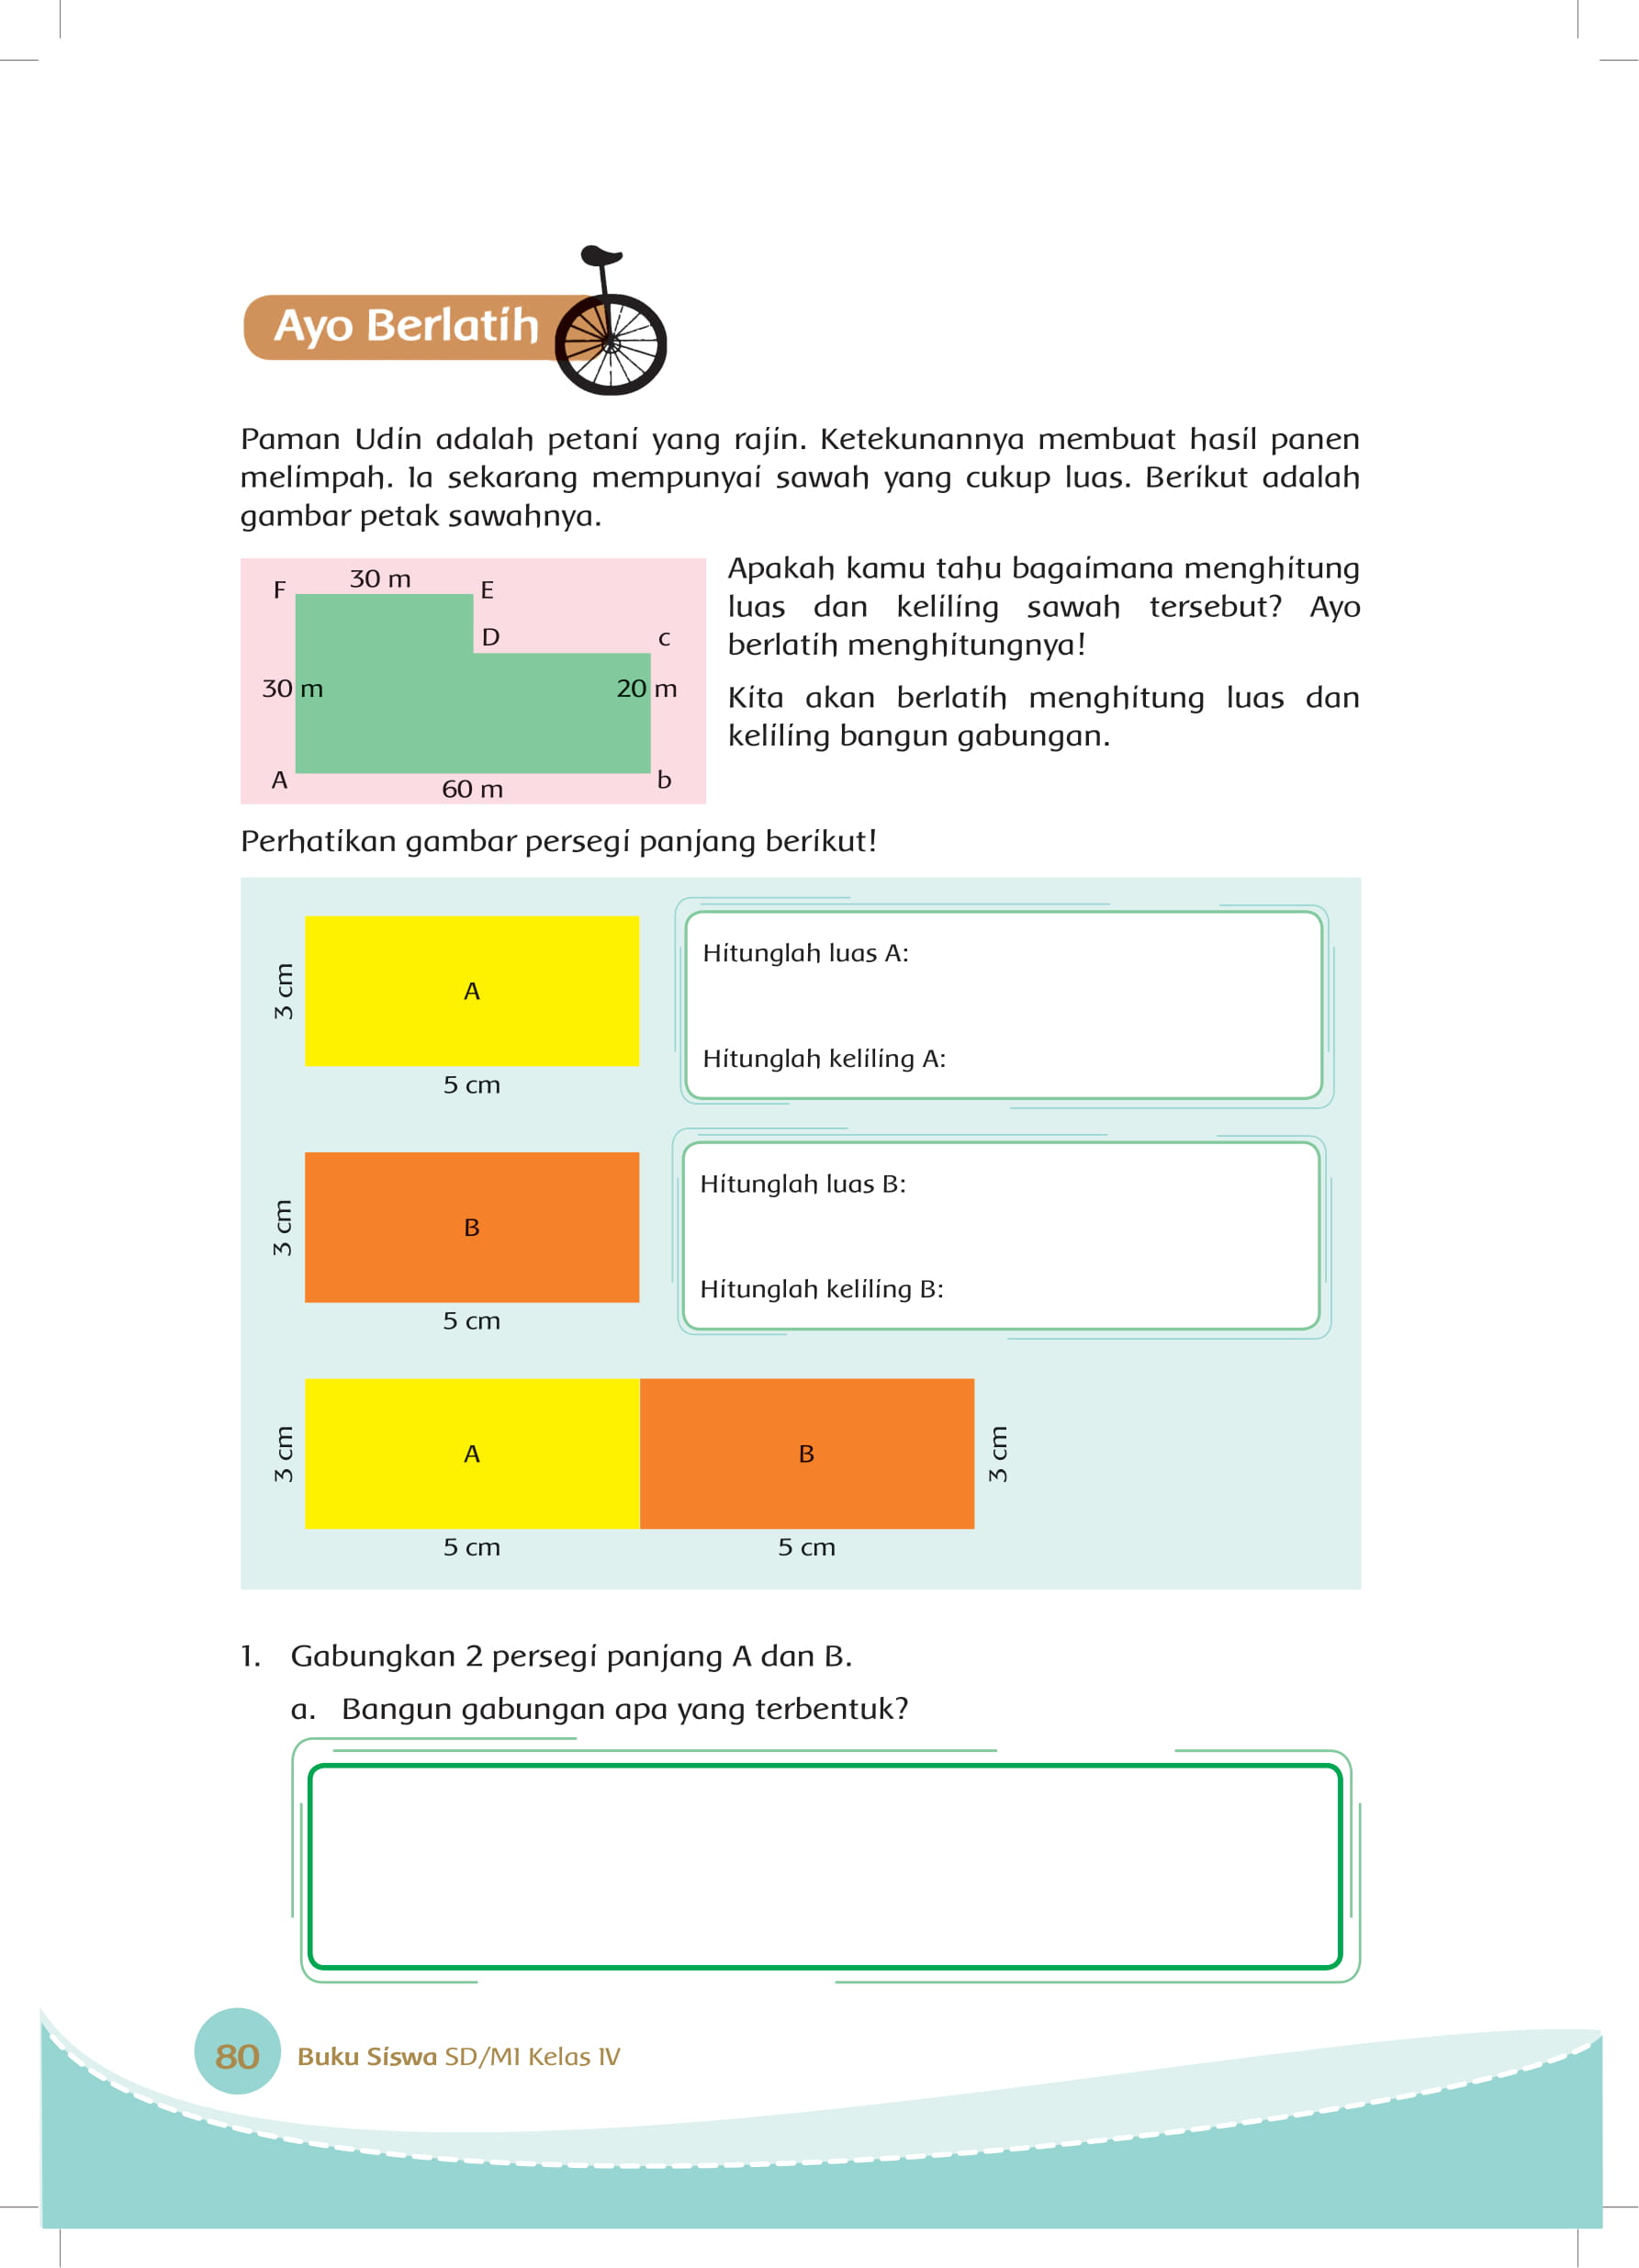 Ayo Berlatih
Paman Udin adalah petani yang rajin. Ketekunannya membuat hasil panen
melimpah. Ia sekarang mempunyai sawah yang cukup luas. Berikut adalah
gambar petak sawahnya.
F
30 m
E
D
c
30 m
20 m
A
60 m
b
Apakah kamu tahu bagaimana menghitung
luas dan keliling sawah tersebut? Ayo
berlatih menghitungnya!
Kita akan berlatih menghitung luas dan
keliling bangun gabungan.
Perhatikan gambar persegi panjang berikut!
3 cm
A
5 cm
Hitunglah luas A:
Hitunglah keliling A:
3 cm
B
5 cm
Hitunglah luas B:
Hitunglah keliling B:
3 cm
A
B
3 cm
5 cm
5 cm
1. Gabungkan 2 persegi panjang A dan B.
a. Bangun gabungan apa yang terbentuk?
80 Buku Siswa SD/MI Kelas IV